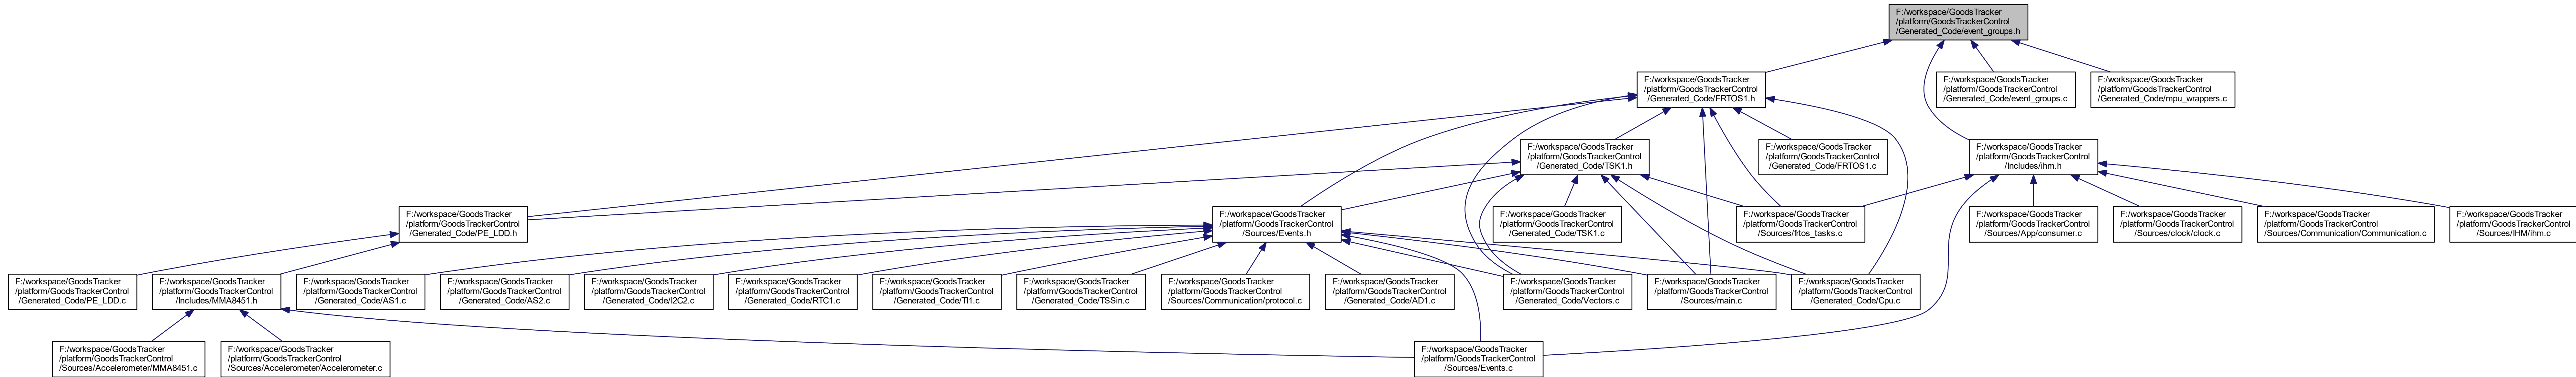 F:/workspace/GoodsTracker
/platform/GoodsTrackerControl
/Generated_Code/event_groups.h
F:/workspace/GoodsTracker
/platform/GoodsTrackerControl
/Generated_Code/FRTOS1.h
F:/workspace/GoodsTracker
/platform/GoodsTrackerControl
/Generated_Code/event_groups.c
F:/workspace/GoodsTracker
/platform/GoodsTrackerControl
/Generated_Code/mpu_wrappers.c
F:/workspace/GoodsTracker
/platform/GoodsTrackerControl
/Generated_Code/TSK1.h
F:/workspace/GoodsTracker
/platform/GoodsTrackerControl
/Generated_Code/FRTOS1.c
F:/workspace/GoodsTracker
/platform/GoodsTrackerControl
/Includes/ihm.h
F:/workspace/GoodsTracker
/platform/GoodsTrackerControl
/Generated_Code/PE_LDD.h
F:/workspace/GoodsTracker
/platform/GoodsTrackerControl
/Sources/Events.h
F:/workspace/GoodsTracker
/platform/GoodsTrackerControl
/Generated_Code/TSK1.c
F:/workspace/GoodsTracker
/platform/GoodsTrackerControl
/Sources/frtos_tasks.c
F:/workspace/GoodsTracker
/platform/GoodsTrackerControl
/Sources/App/consumer.c
F:/workspace/GoodsTracker
/platform/GoodsTrackerControl
/Sources/clock/clock.c
F:/workspace/GoodsTracker
/platform/GoodsTrackerControl
/Sources/Communication/Communication.c
F:/workspace/GoodsTracker
/platform/GoodsTrackerControl
/Sources/IHM/ihm.c
F:/workspace/GoodsTracker
/platform/GoodsTrackerControl
/Generated_Code/PE_LDD.c
F:/workspace/GoodsTracker
/platform/GoodsTrackerControl
/Includes/MMA8451.h
F:/workspace/GoodsTracker
/platform/GoodsTrackerControl
/Generated_Code/AS1.c
F:/workspace/GoodsTracker
/platform/GoodsTrackerControl
/Generated_Code/AS2.c
F:/workspace/GoodsTracker
/platform/GoodsTrackerControl
/Generated_Code/I2C2.c
F:/workspace/GoodsTracker
/platform/GoodsTrackerControl
/Generated_Code/RTC1.c
F:/workspace/GoodsTracker
/platform/GoodsTrackerControl
/Generated_Code/TI1.c
F:/workspace/GoodsTracker
/platform/GoodsTrackerControl
/Generated_Code/TSSin.c
F:/workspace/GoodsTracker
/platform/GoodsTrackerControl
/Sources/Communication/protocol.c
F:/workspace/GoodsTracker
/platform/GoodsTrackerControl
/Generated_Code/AD1.c
F:/workspace/GoodsTracker
/platform/GoodsTrackerControl
/Generated_Code/Vectors.c
F:/workspace/GoodsTracker
/platform/GoodsTrackerControl
/Sources/main.c
F:/workspace/GoodsTracker
/platform/GoodsTrackerControl
/Generated_Code/Cpu.c
F:/workspace/GoodsTracker
/platform/GoodsTrackerControl
/Sources/Accelerometer/MMA8451.c
F:/workspace/GoodsTracker
/platform/GoodsTrackerControl
/Sources/Accelerometer/Accelerometer.c
F:/workspace/GoodsTracker
/platform/GoodsTrackerControl
/Sources/Events.c